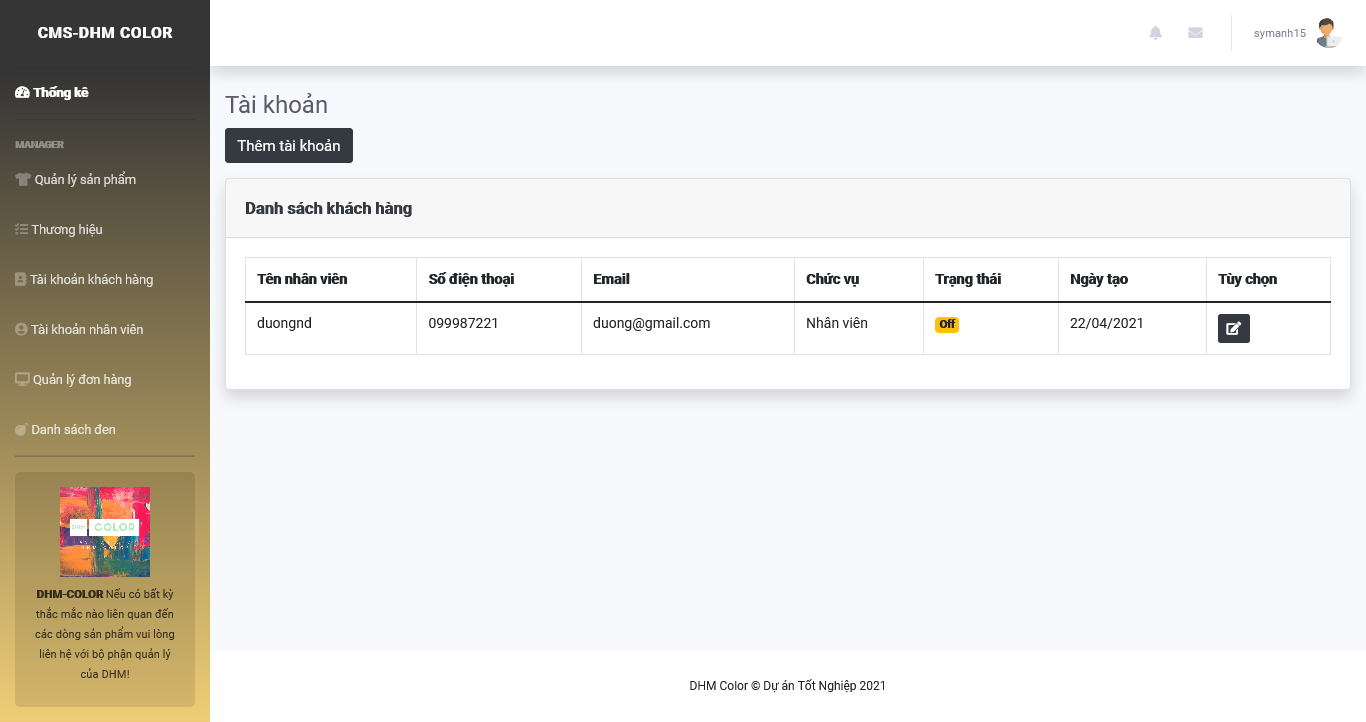 CMS-DHM COLOR
symanh15
Thống kê
MANAGER
Quản lý sản phẩm
Thương hiệu
Tài khoản khách hàng
Tài khoản nhân viên
Quản lý đơn hàng
Danh sách đen
DHM COLOR
DHM-COLOR Nếu có bất kỳ
thắc mắc nào liên quan đến
các dòng sản phẩm vui lòng
liên hệ với bộ phận quản lý
của DHM!
Tài khoản
Thêm tài khoản
Danh sách khách hàng
Tên nhân viên Số điện thoại Email Chức vụ Trạng thái Ngày tạo Tùy chọn
duongnd 099987221 duong@gmail.com Nhân viên Off 22/04/2021
DHM Color © Dự án Tốt Nghiệp 2021